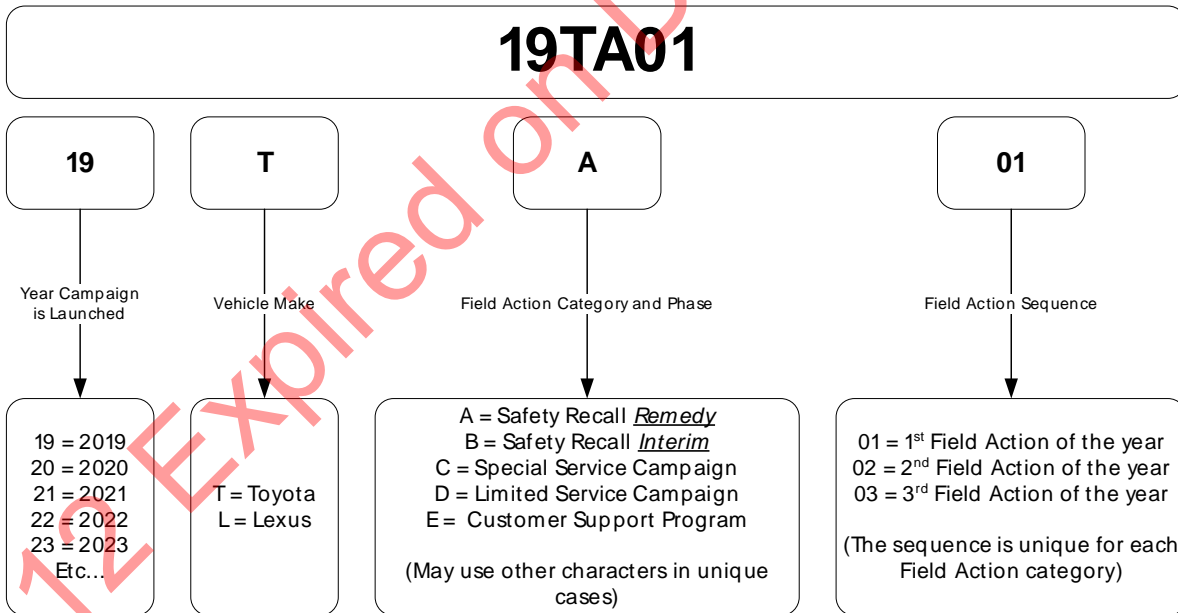 19TA01
19
T
A
01
Year Campaign
is Launched
Vehicle Make
Field Action Category and Phase
Field Action Sequence
19 = 2019
20 = 2020
21 = 2021
22 = 2022
23 = 2023
Etc...
T = Toyota
L = Lexus
A = Safety Recall Remedy
B = Safety Recall Interim
C = Special Service Campaign
D = Limited Service Campaign
E = Customer Support Program
(May use other characters in unique
cases)
01 = 1st Field Action of the year
02 = 2nd Field Action of the year
03 = 3rd Field Action of the year
(The sequence is unique for each
Field Action category)
12 Expired on D